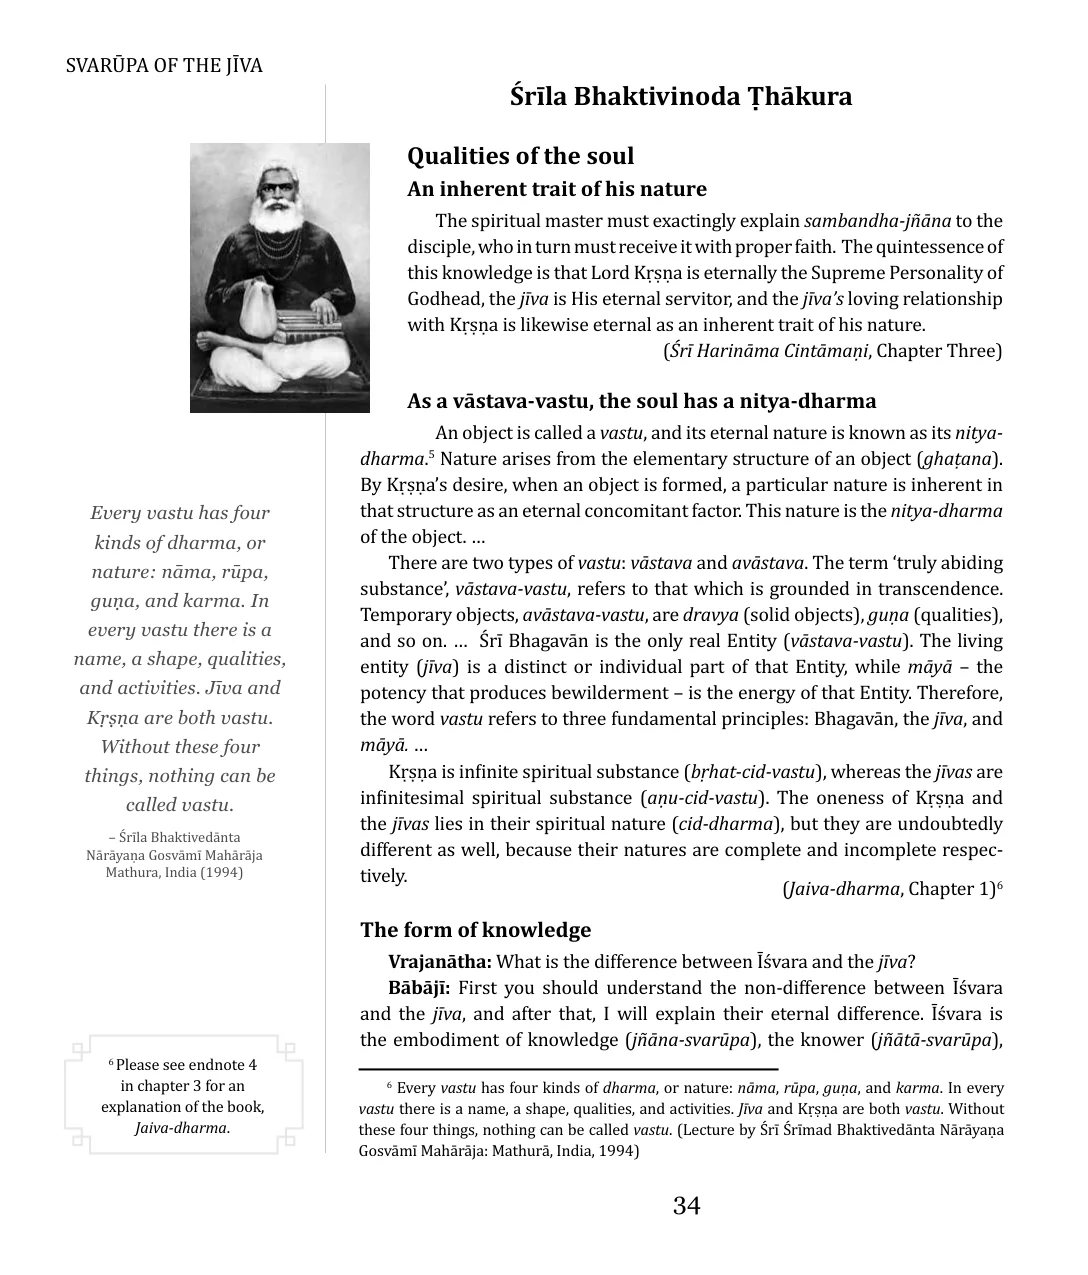 SVARŪPA OF THE JĪVA
Śrīla Bhaktivinoda Ṭhākura
Qualities of the soul
An inherent trait of his nature
The spiritual master must exactingly explain sambandha-jñāna to the
disciple, who in turn must receive it with proper faith. The quintessence of
this knowledge is that Lord Kṛṣṇa is eternally the Supreme Personality of
Godhead, the jīva is His eternal servitor, and the jīva’s loving relationship
with Kṛṣṇa is likewise eternal as an inherent trait of his nature.
(Śrī Harināma Cintāmaṇi, Chapter Three)
As a vāstava-vastu, the soul has a nitya-dharma
An object is called a vastu, and its eternal nature is known as its nitya-
dharma.⁵ Nature arises from the elementary structure of an object (ghaṭana).
By Kṛṣṇa’s desire, when an object is formed, a particular nature is inherent in
that structure as an eternal concomitant factor. This nature is the nitya-dharma
of the object. …
There are two types of vastu: vāstava and avāstava. The term ‘truly abiding
substance’, vāstava-vastu, refers to that which is grounded in transcendence.
Temporary objects, avāstava-vastu, are dravya (solid objects), guṇa (qualities),
and so on. … Śrī Bhagavān is the only real Entity (vāstava-vastu). The living
entity (jīva) is a distinct or individual part of that Entity, while māyā – the
potency that produces bewilderment – is the energy of that Entity. Therefore,
the word vastu refers to three fundamental principles: Bhagavān, the jīva, and
māyā. …
Kṛṣṇa is infinite spiritual substance (bṛhat-cid-vastu), whereas the jīvas are
infinitesimal spiritual substance (aṇu-cid-vastu). The oneness of Kṛṣṇa and
the jīvas lies in their spiritual nature (cid-dharma), but they are undoubtedly
different as well, because their natures are complete and incomplete respec-
tively.
(Jaiva-dharma, Chapter 1)⁶
The form of knowledge
Vrajanātha: What is the difference between Īśvara and the jīva?
Bābājī: First you should understand the non-difference between Īśvara
and the jīva, and after that, I will explain their eternal difference. Īśvara is
the embodiment of knowledge (jñāna-svarūpa), the knower (jñātā-svarūpa),
Every vastu has four
kinds of dharma, or
nature: nāma, rūpa,
guṇa, and karma. In
every vastu there is a
name, a shape, qualities,
and activities. Jīva and
Kṛṣṇa are both vastu.
Without these four
things, nothing can be
called vastu.
– Śrīla Bhaktivedānta
Nārāyaṇa Gosvāmī Mahārāja
Mathura, India (1994)
⁶ Please see endnote 4
in chapter 3 for an
explanation of the book,
Jaiva-dharma.
⁶ Every vastu has four kinds of dharma, or nature: nāma, rūpa, guṇa, and karma. In every
vastu there is a name, a shape, qualities, and activities. Jīva and Kṛṣṇa are both vastu. Without
these four things, nothing can be called vastu. (Lecture by Śrī Śrīmad Bhaktivedānta Nārāyaṇa
Gosvāmī Mahārāja: Mathurā, India, 1994)
34